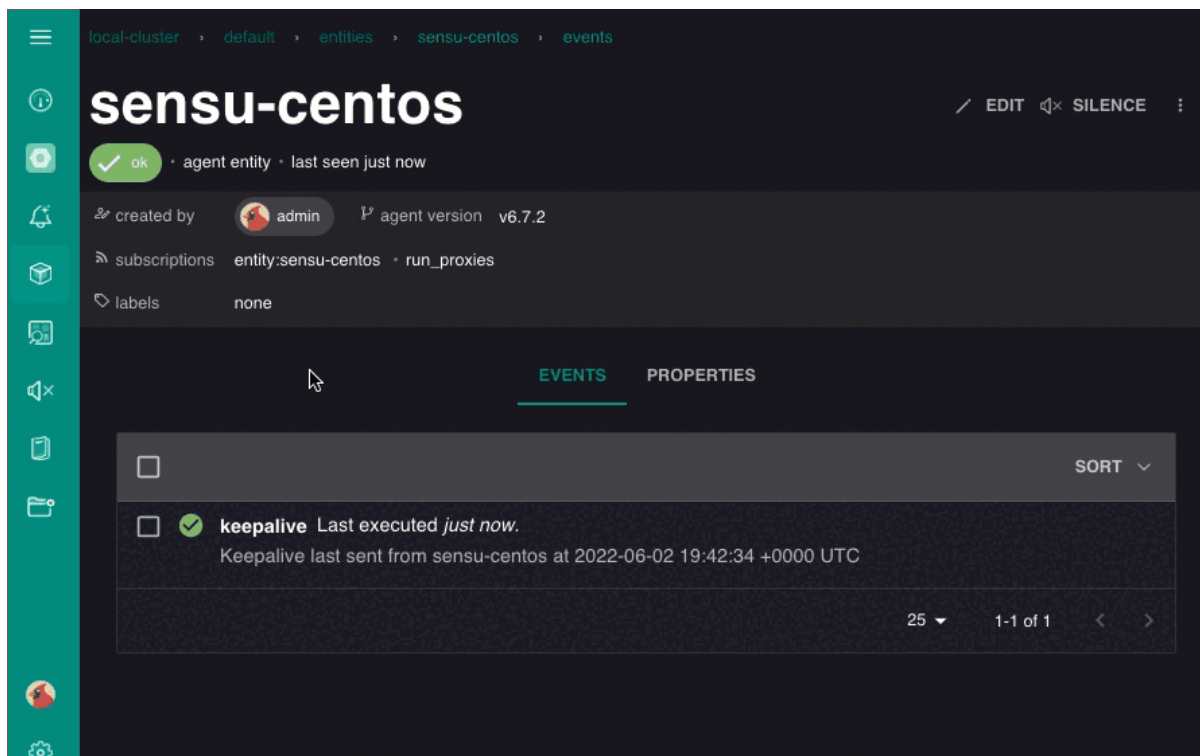 local-cluster › default › entities › sensu-centos › events
sensu-centos
EDIT SILENCE
ok · agent entity · last seen just now
created by admin agent version v6.7.2
subscriptions entity:sensu-centos · run_proxies
labels none
EVENTS PROPERTIES
SORT
keepalive Last executed just now.
Keepalive last sent from sensu-centos at 2022-06-02 19:42:34 +0000 UTC
25 1-1 of 1